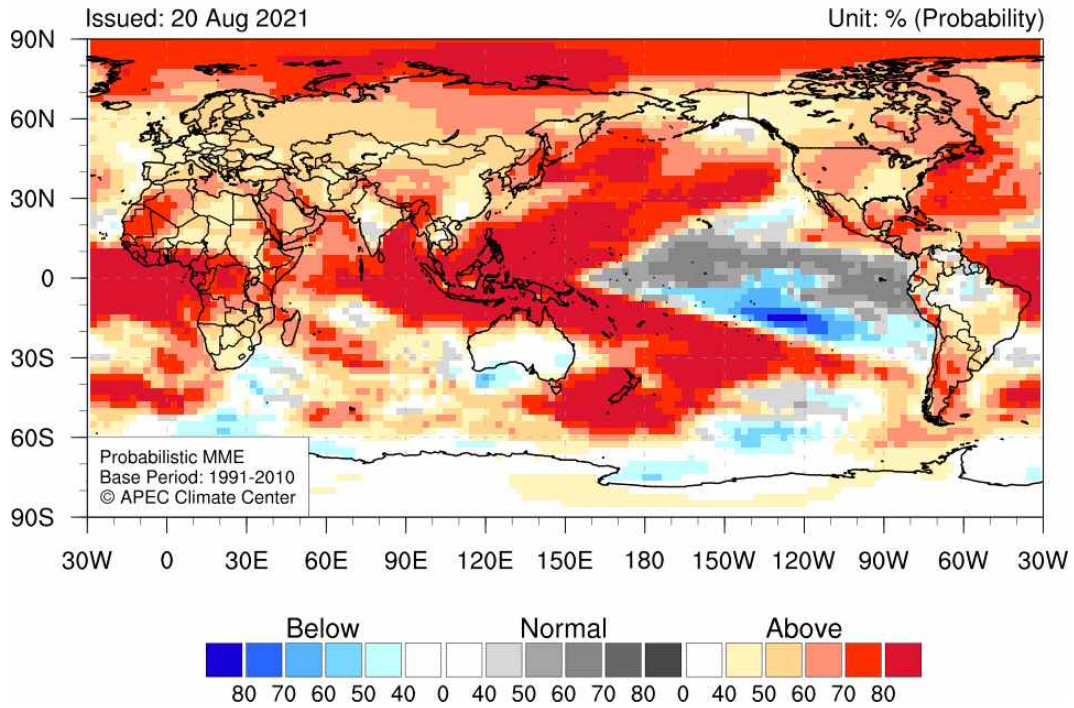 Issued: 20 Aug 2021 Unit: % (Probability)
90N
60N
30N
0
30S
60S
90S
Probabilistic MME
Base Period: 1991-2010
© APEC Climate Center
30W 0 30E 60E 90E 120E 150E 180 150W 120W 90W 60W 30W
Below Normal Above
80 70 60 50 40 0 40 50 60 70 80 0 40 50 60 70 80